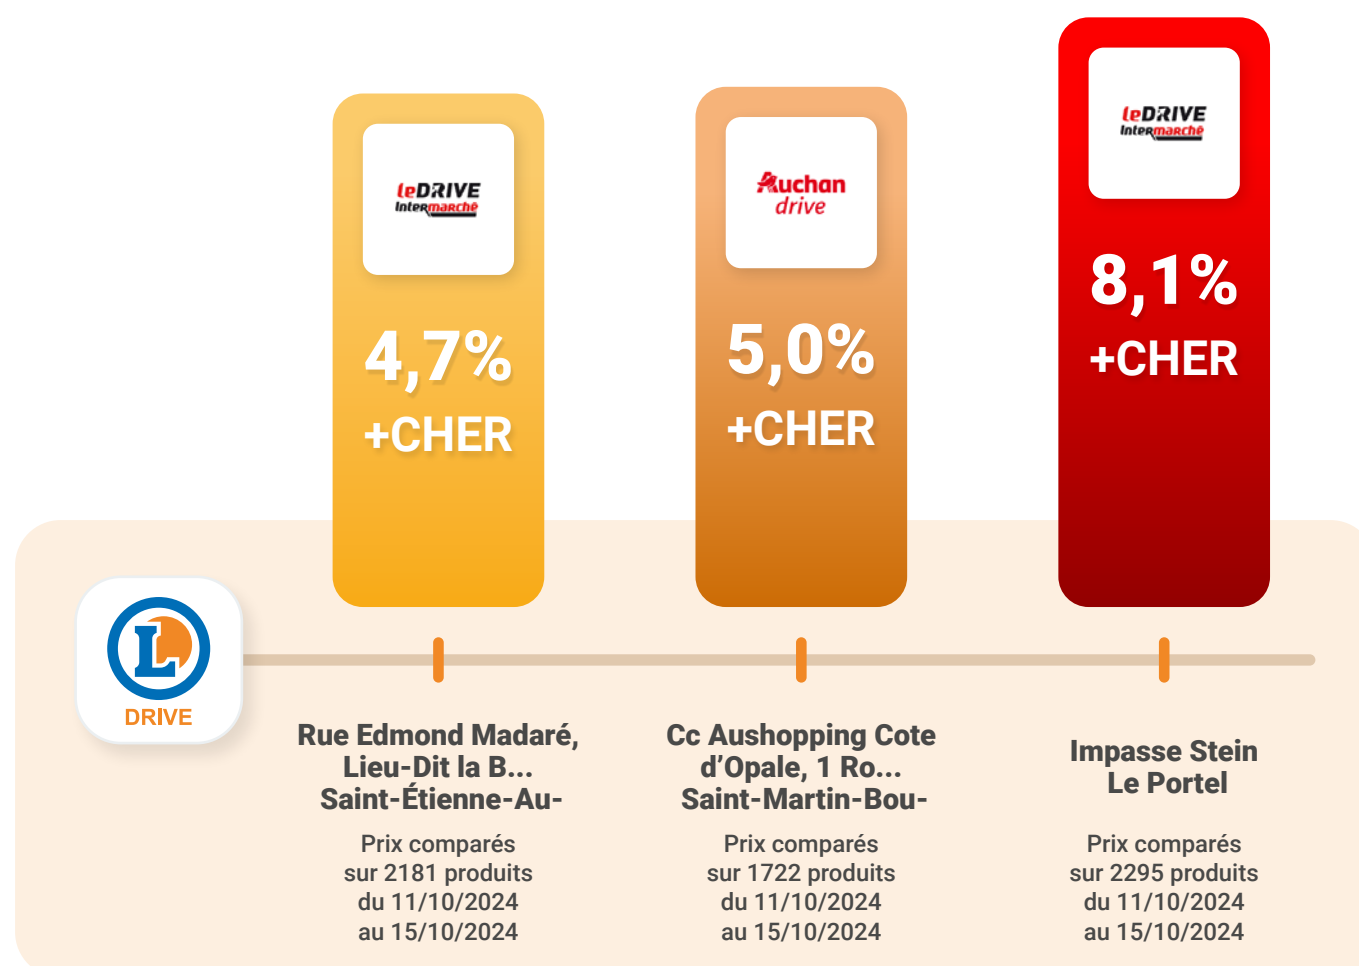 leDRIVE
Intermarché
4,7%
+CHER
Auchan
drive
5,0%
+CHER
leDRIVE
Intermarché
8,1%
+CHER
L
DRIVE
Rue Edmond Madaré,
Lieu-Dit la B...
Saint-Étienne-Au-
Prix comparés
sur 2181 produits
du 11/10/2024
au 15/10/2024
Cc Aushopping Cote
d'Opale, 1 Ro...
Saint-Martin-Bou-
Prix comparés
sur 1722 produits
du 11/10/2024
au 15/10/2024
Impasse Stein
Le Portel
Prix comparés
sur 2295 produits
du 11/10/2024
au 15/10/2024